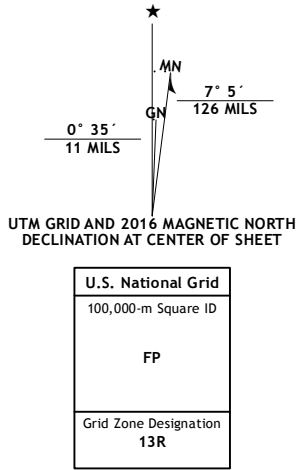 ★
MN
GN
7° 5´
126 MILS
0° 35´
11 MILS
UTM GRID AND 2016 MAGNETIC NORTH
DECLINATION AT CENTER OF SHEET
U.S. National Grid
100,000-m Square ID
FP
Grid Zone Designation
13R